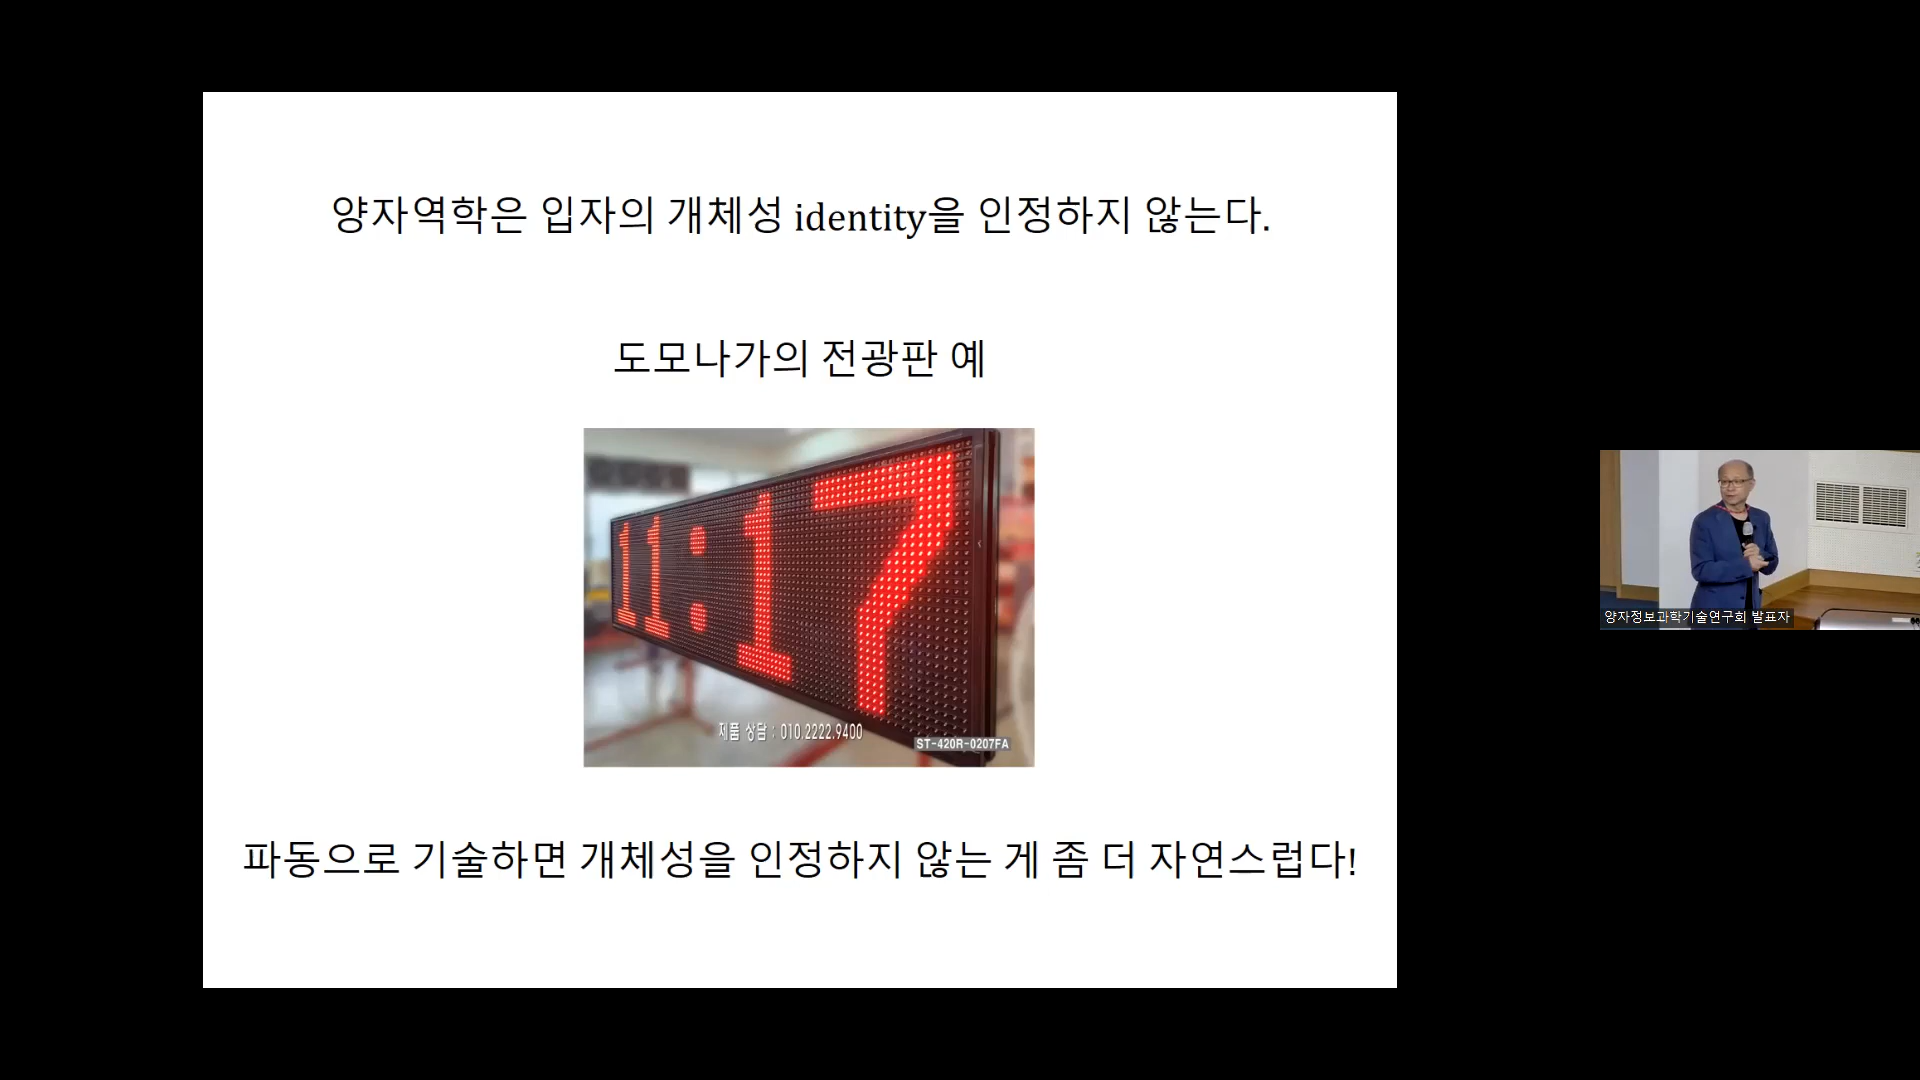 양자역학은 입자의 개체성 identity을 인정하지 않는다.
도모나가의 전광판 예
11:17
제품 상담 : 010.2222.9400
ST-420R-0207FA
파동으로 기술하면 개체성을 인정하지 않는 게 좀 더 자연스럽다!
양자정보과학기술연구회 발표자